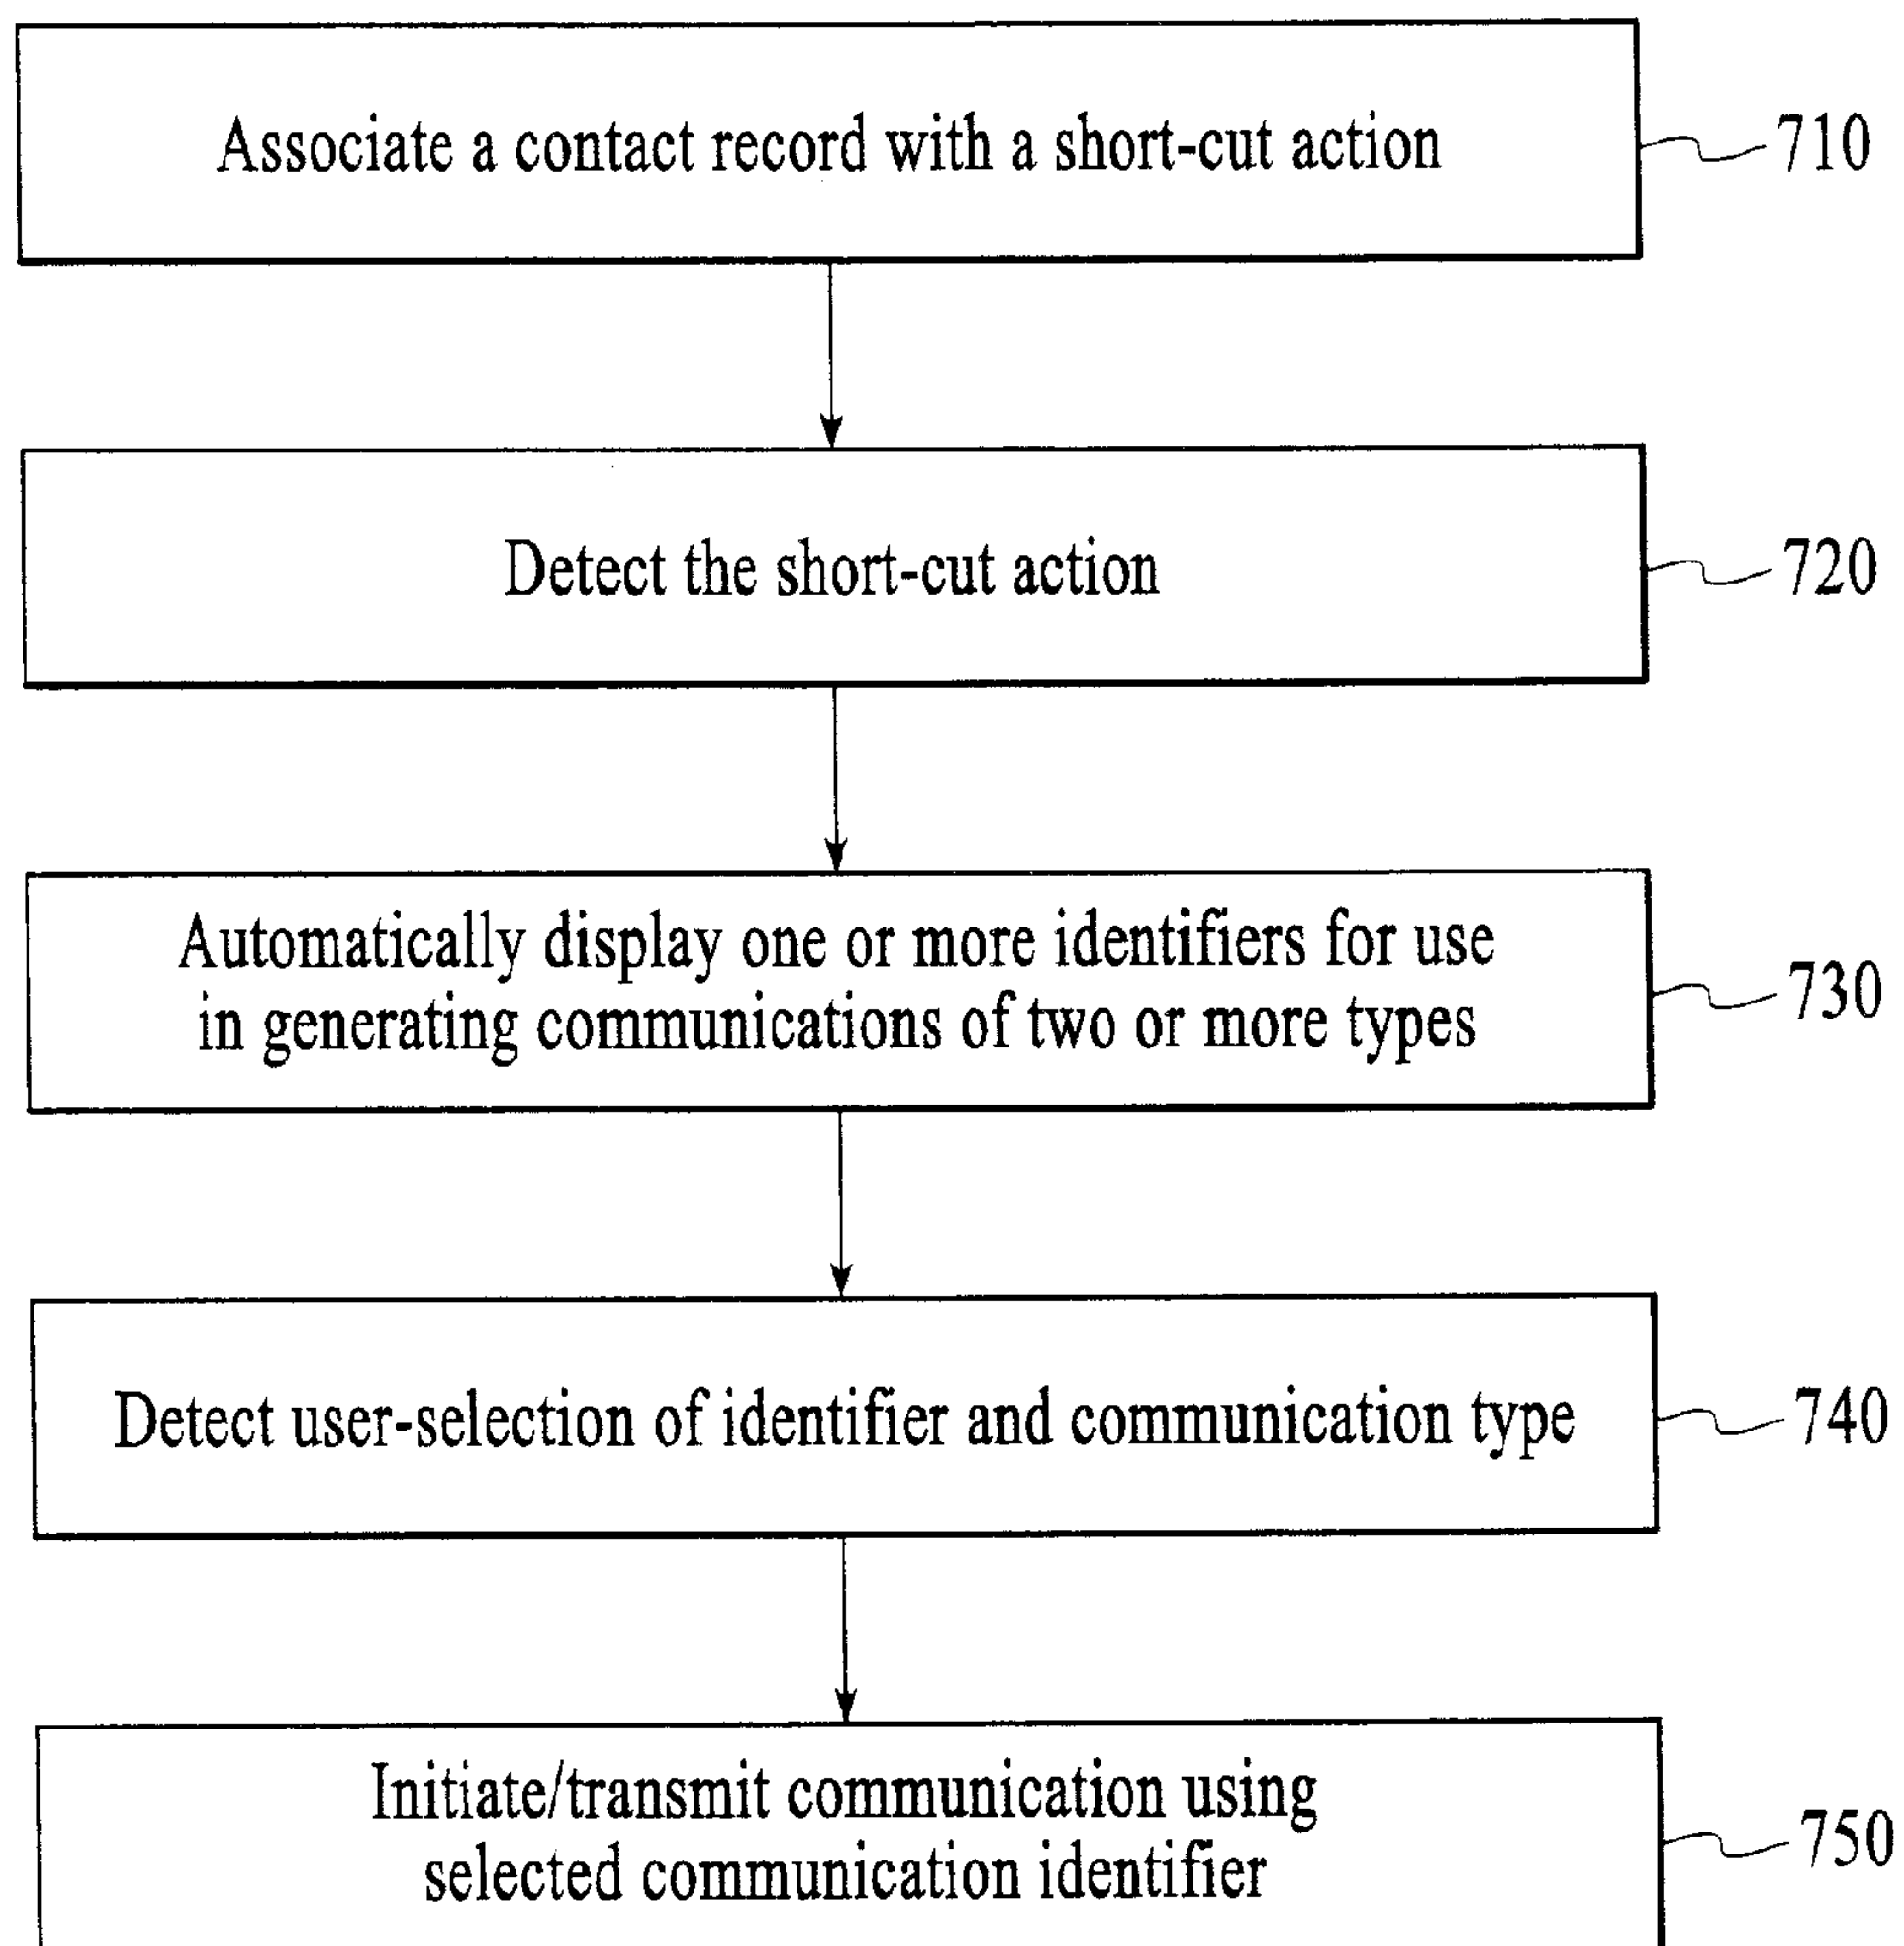 Associate a contact record with a short-cut action
710
Detect the short-cut action
720
Automatically display one or more identifiers for use
in generating communications of two or more types
730
Detect user-selection of identifier and communication type
740
Initiate/transmit communication using
selected communication identifier
750